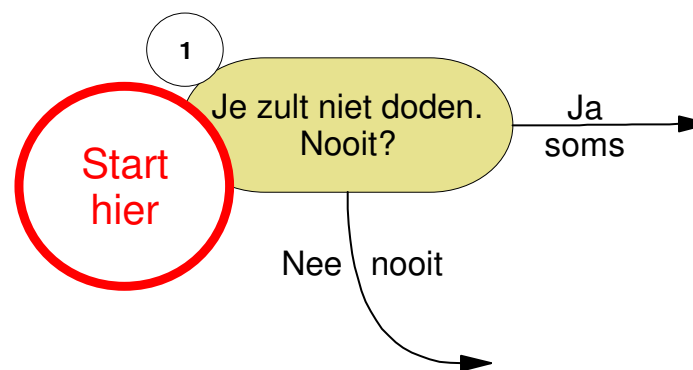 1
Je zult niet doden.
Nooit?
Ja
soms
Start
hier
Nee nooit